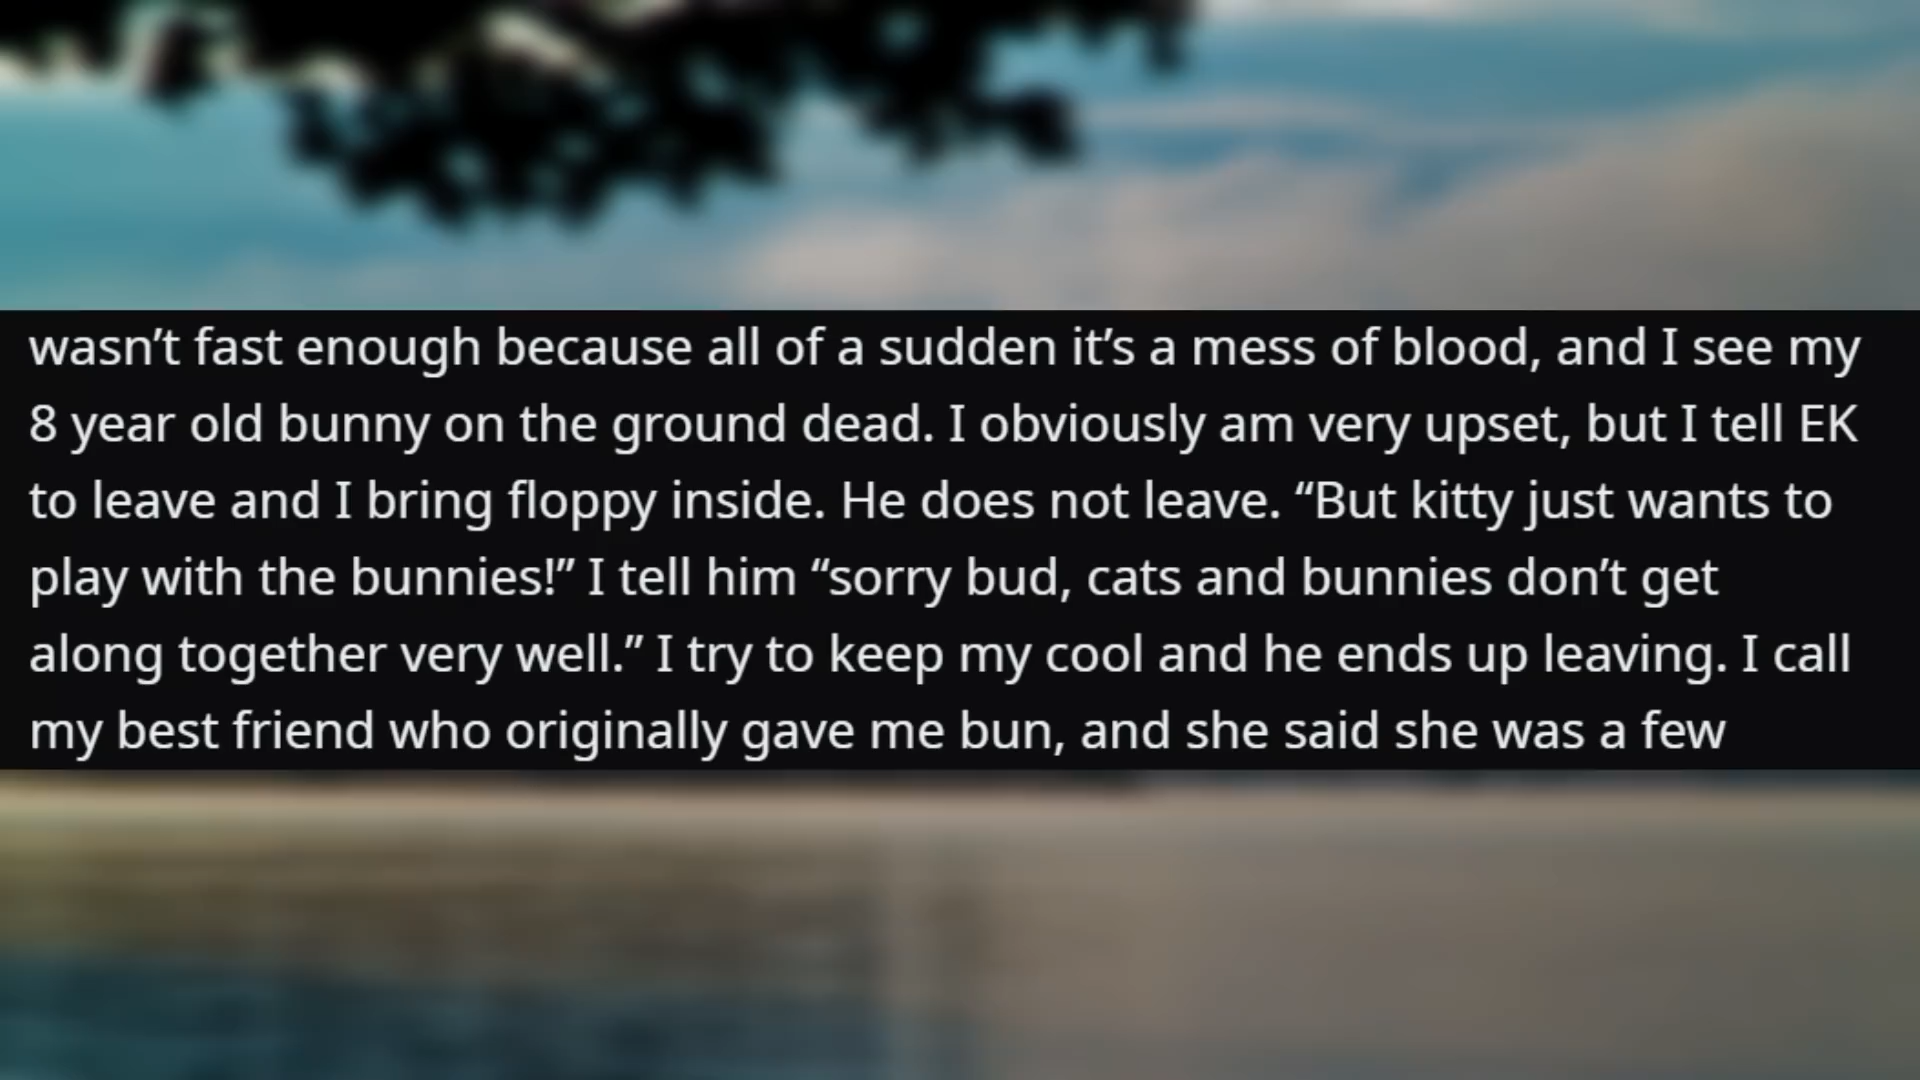 wasn’t fast enough because all of a sudden it’s a mess of blood, and I see my
8 year old bunny on the ground dead. I obviously am very upset, but I tell EK
to leave and I bring floppy inside. He does not leave. “But kitty just wants to
play with the bunnies!” I tell him “sorry bud, cats and bunnies don’t get
along together very well.” I try to keep my cool and he ends up leaving. I call
my best friend who originally gave me bun, and she said she was a few